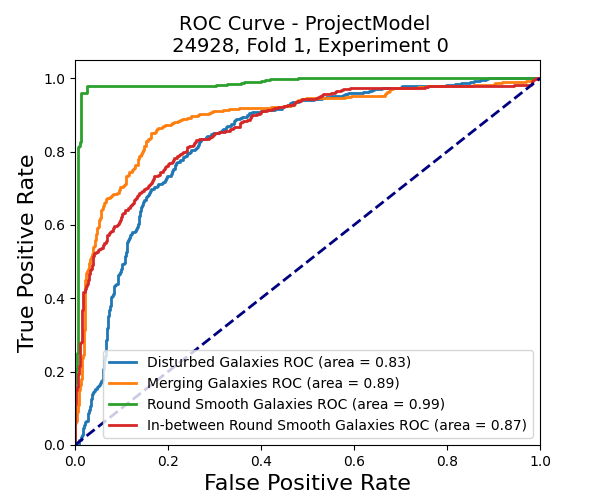 ROC Curve - ProjectModel
24928, Fold 1, Experiment 0
True Positive Rate
1.0
0.8
0.6
0.4
0.2
0.0
Disturbed Galaxies ROC (area = 0.83)
Merging Galaxies ROC (area = 0.89)
Round Smooth Galaxies ROC (area = 0.99)
In-between Round Smooth Galaxies ROC (area = 0.87)
0.0 0.2 0.4 0.6 0.8 1.0
False Positive Rate